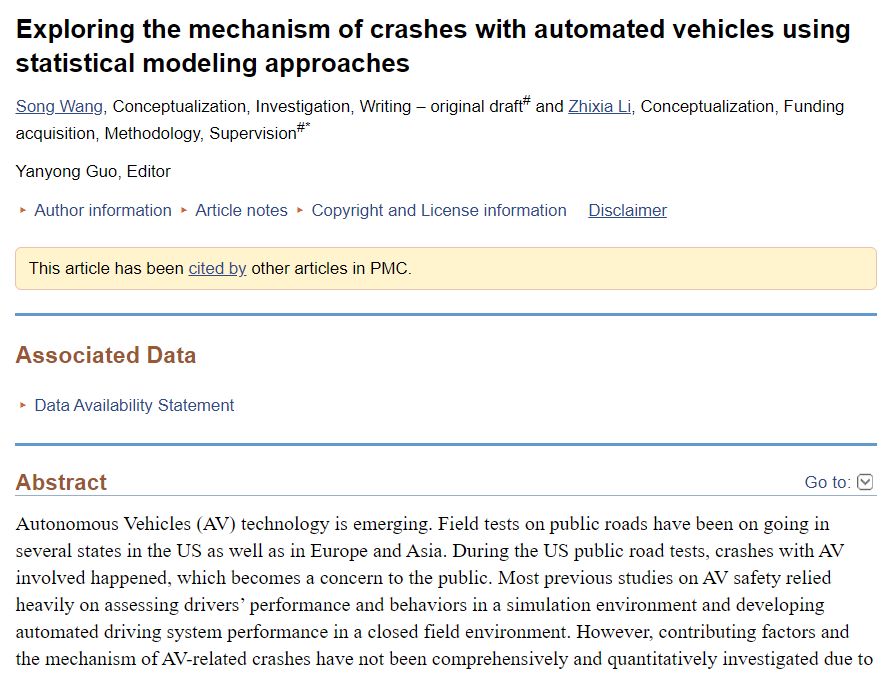 Exploring the mechanism of crashes with automated vehicles using
statistical modeling approaches
Song Wang, Conceptualization, Investigation, Writing – original draft# and Zhixia Li, Conceptualization, Funding
acquisition, Methodology, Supervision#*
Yanyong Guo, Editor
▸ Author information ▸ Article notes ▸ Copyright and License information Disclaimer
This article has been cited by other articles in PMC.
Associated Data
▸ Data Availability Statement
Abstract Go to:
Autonomous Vehicles (AV) technology is emerging. Field tests on public roads have been on going in
several states in the US as well as in Europe and Asia. During the US public road tests, crashes with AV
involved happened, which becomes a concern to the public. Most previous studies on AV safety relied
heavily on assessing drivers’ performance and behaviors in a simulation environment and developing
automated driving system performance in a closed field environment. However, contributing factors and
the mechanism of AV-related crashes have not been comprehensively and quantitatively investigated due to